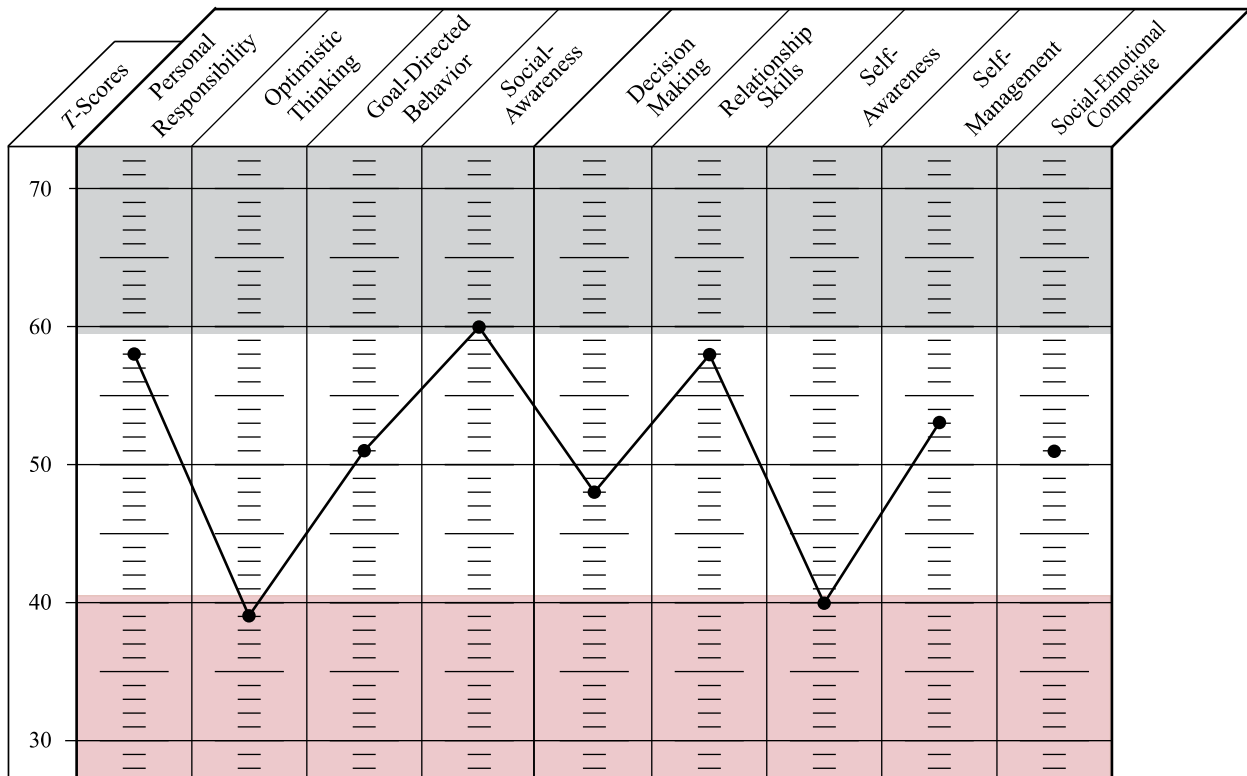 T-Scores
Personal
Responsibility
Optimistic
Thinking
Goal-Directed
Behavior
Social-
Awareness
Decision
Making
Relationship
Skills
Self-
Awareness
Self-
Management
Social-Emotional
Composite
70
60
50
40
30